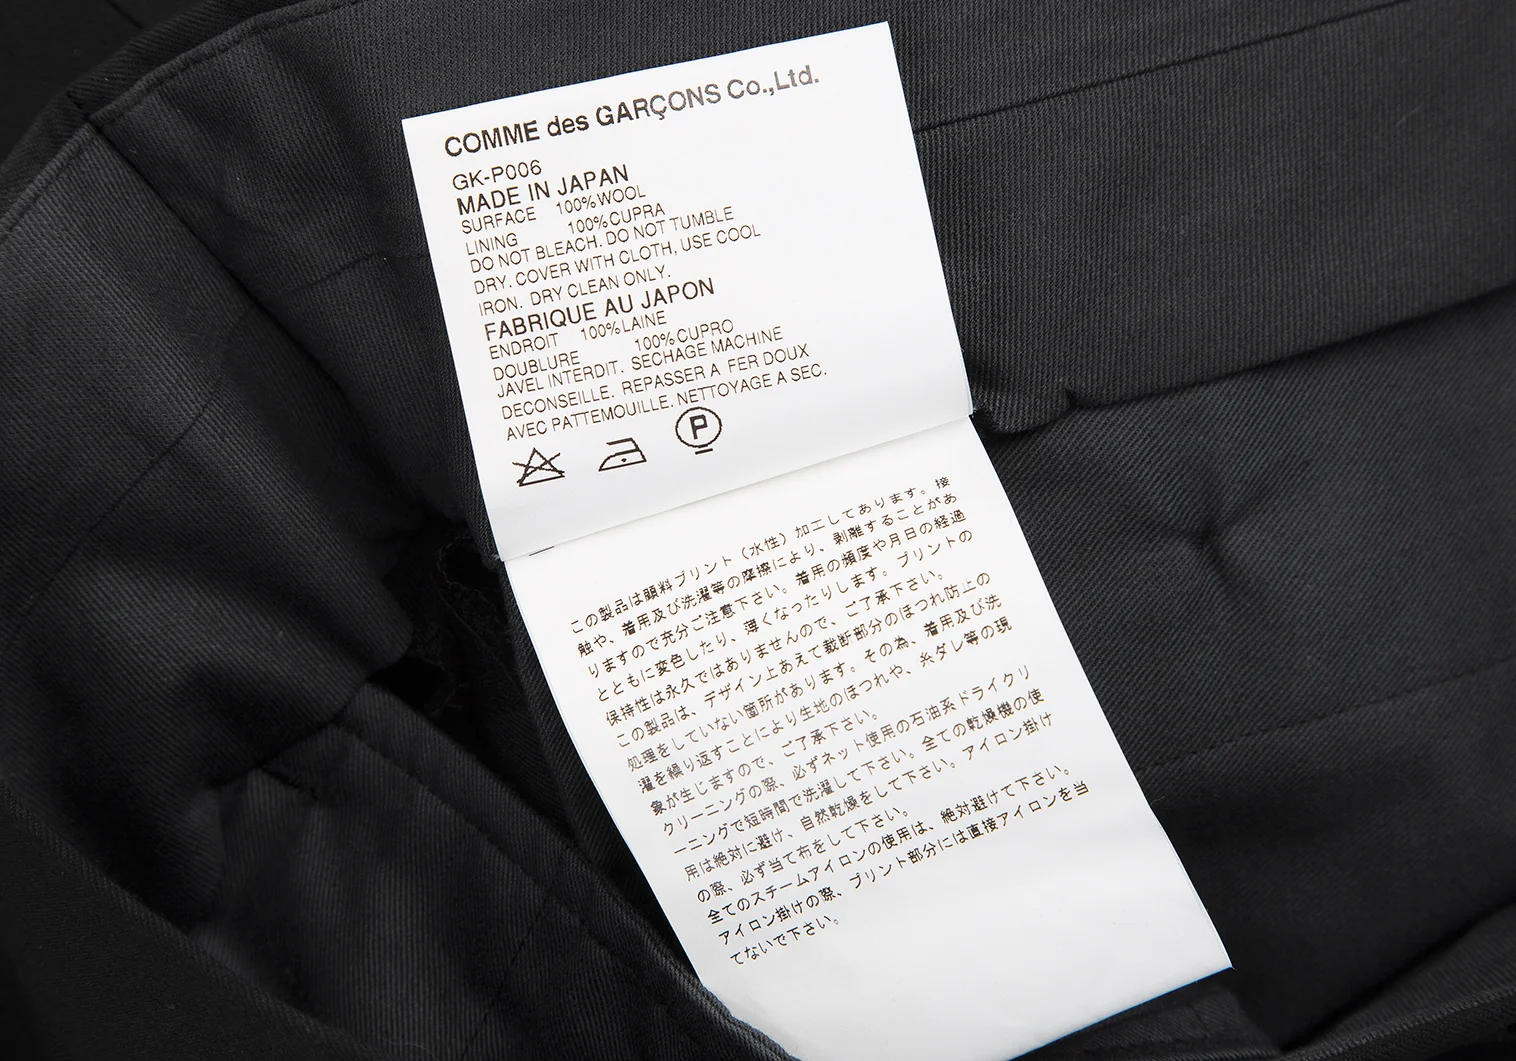 COMME des GARÇONS Co.,Ltd.
GK-P006
MADE IN JAPAN
SURFACE 100%WOOL
LINING 100%CUPRA
DO NOT BLEACH. DO NOT TUMBLE
DRY. COVER WITH CLOTH, USE COOL
IRON. DRY CLEAN ONLY.
FABRIQUE AU JAPON
ENDROIT 100%LAINE
DOUBLURE 100%CUPRO
JAVEL INTERDIT. SECHAGE MACHINE
DECONSEILLE. REPASSER A FER DOUX
AVEC PATTEMOUILLE. NETTOYAGE A SEC.
P
この製品は顔料プリント（水性）加工してあります。接
触や、着用及び洗濯等の摩擦により、剥離することがあ
りますので充分ご注意下さい。着用の頻度や月日の経過
とともに変色したり、薄くなったりします。プリントの
保持性は永久ではありませんので、ご了承下さい。
この製品は、デザイン上あえて裁断部分のほつれ防止の
処理をしていない箇所があります。その為、着用及び洗
濯を繰り返すことにより生地のほつれや、糸ダレ等の現
象が生じますので、ご了承下さい。
クリーニングの際、必ずネット使用の石油系ドライクリ
ーニングで短時間で洗濯して下さい。全ての乾燥機の使
用は絶対に避け、自然乾燥をして下さい。アイロン掛け
の際、必ず当て布をして下さい。
全てのスチームアイロンの使用は、絶対避けて下さい。
アイロン掛けの際、プリント部分には直接アイロンを当
てないで下さい。